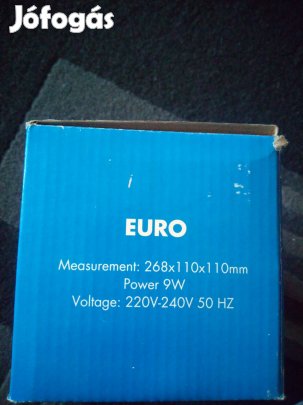 Jófogás
EURO
Measurement: 268x110x110mm
Power 9W
Voltage: 220V-240V 50 HZ